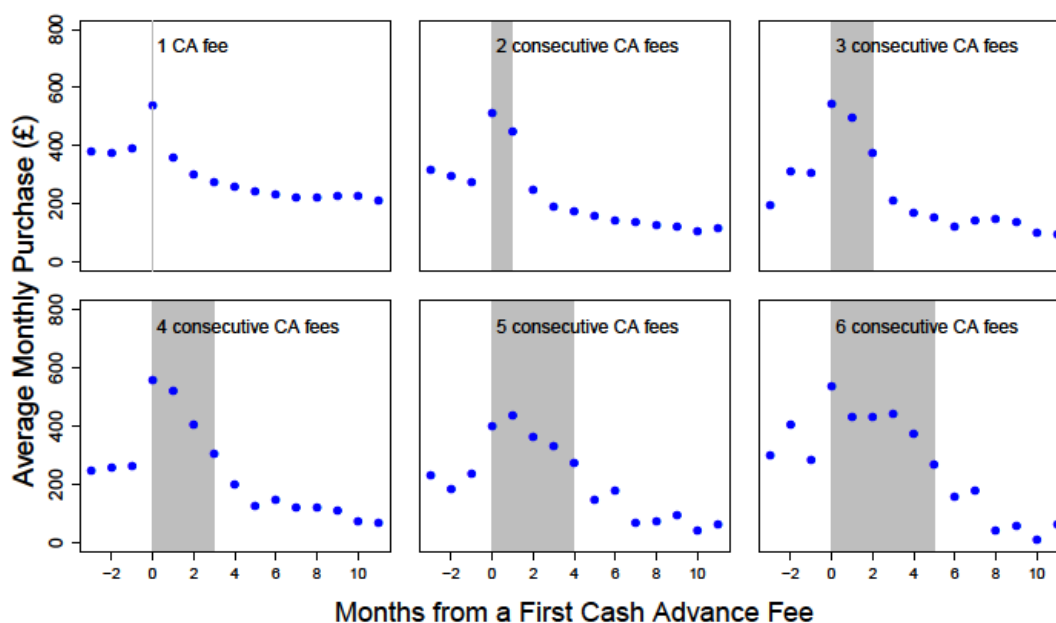 800
600
400
200
0
1 CA fee
2 consecutive CA fees
3 consecutive CA fees
800
600
400
200
0
4 consecutive CA fees
5 consecutive CA fees
6 consecutive CA fees
−2 0 2 4 6 8 10
−2 0 2 4 6 8 10
−2 0 2 4 6 8 10
Average Monthly Purchase (£)
Months from a First Cash Advance Fee